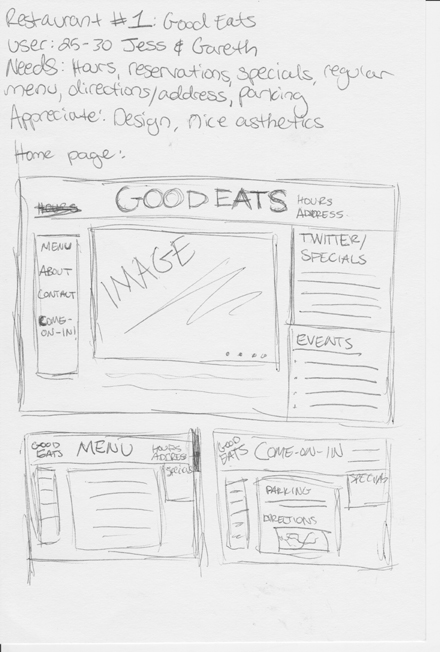 Restaurant #1: Good Eats
User: 25-30 Jess & Gareth
Needs: Hours, reservations, specials, regular
menu, directions/address, parking
Appreciate: Design, nice asthetics
Home page:
HOURS
GOOD EATS
HOURS
ADDRESS
MENU
ABOUT
CONTACT
COME-
ON-IN!
IMAGE
TWITTER/
SPECIALS
EVENTS
GOOD
EATS
MENU
HOURS
ADDRESS
SPECIALS
GOOD
EATS
COME-ON-IN
SPECIALS
PARKING
DIRECTIONS